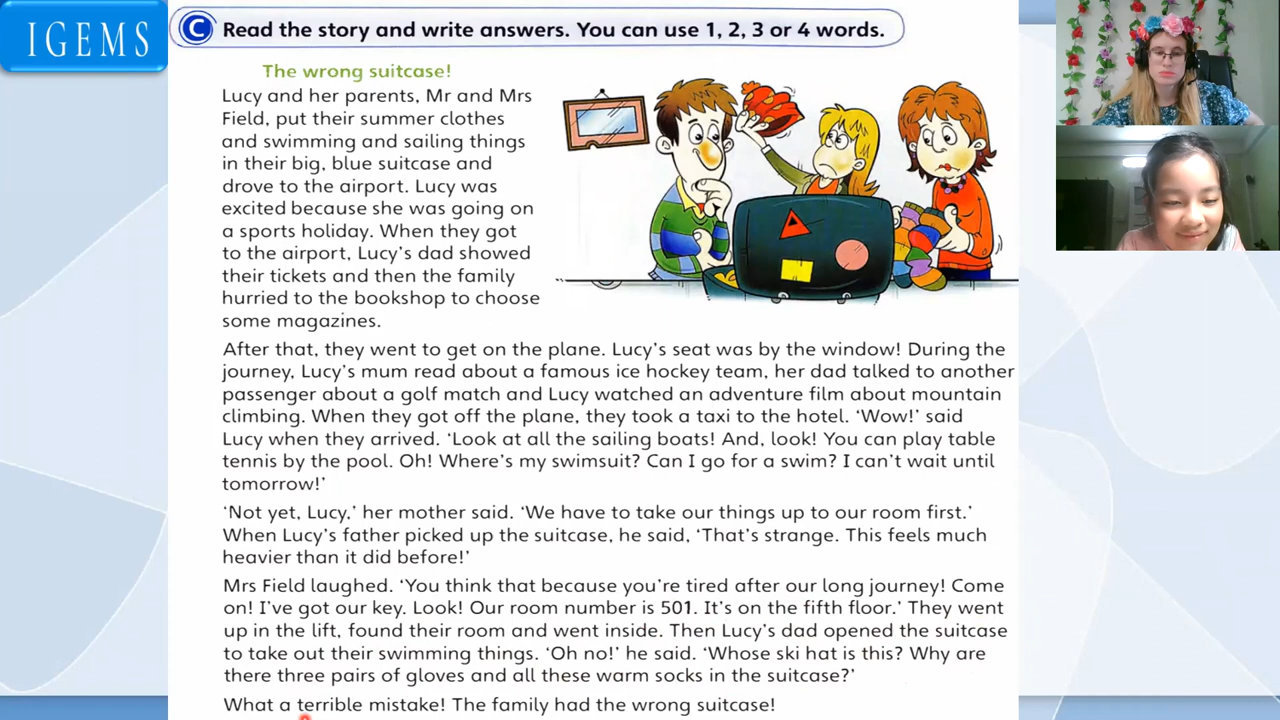 IGEMS
C Read the story and write answers. You can use 1, 2, 3 or 4 words.
The wrong suitcase!
Lucy and her parents, Mr and Mrs
Field, put their summer clothes
and swimming and sailing things
in their big, blue suitcase and
drove to the airport. Lucy was
excited because she was going on
a sports holiday. When they got
to the airport, Lucy's dad showed
their tickets and then the family
hurried to the bookshop to choose
some magazines.
After that, they went to get on the plane. Lucy's seat was by the window! During the
journey, Lucy's mum read about a famous ice hockey team, her dad talked to another
passenger about a golf match and Lucy watched an adventure film about mountain
climbing. When they got off the plane, they took a taxi to the hotel. 'Wow!' said
Lucy when they arrived. 'Look at all the sailing boats! And, look! You can play table
tennis by the pool. Oh! Where's my swimsuit? Can I go for a swim? I can't wait until
tomorrow!'
'Not yet, Lucy,' her mother said. 'We have to take our things up to our room first.'
When Lucy's father picked up the suitcase, he said, 'That's strange. This feels much
heavier than it did before!'
Mrs Field laughed. 'You think that because you're tired after our long journey! Come
on! I've got our key. Look! Our room number is 501. It's on the fifth floor.' They went
up in the lift, found their room and went inside. Then Lucy's dad opened the suitcase
to take out their swimming things. 'Oh no!' he said. 'Whose ski hat is this? Why are
there three pairs of gloves and all these warm socks in the suitcase?'
What a terrible mistake! The family had the wrong suitcase!